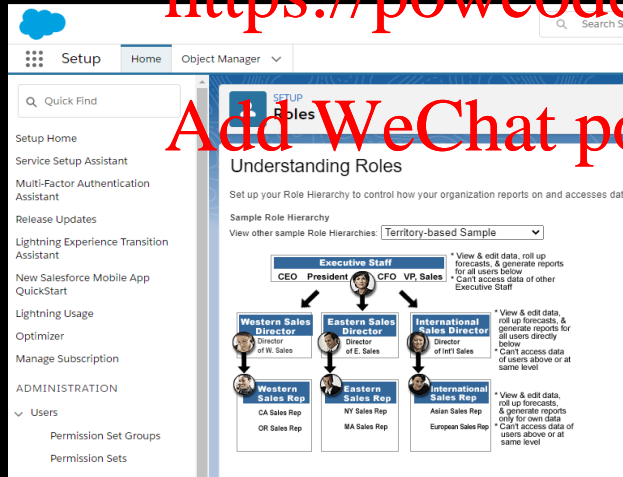 https://powcode
Search S
Setup
Home
Object Manager
Quick Find
SETUP
Roles
Add WeChat po
Setup Home
Service Setup Assistant
Multi-Factor Authentication
Assistant
Release Updates
Lightning Experience Transition
Assistant
New Salesforce Mobile App
QuickStart
Lightning Usage
Optimizer
Manage Subscription
ADMINISTRATION
Users
Permission Set Groups
Permission Sets
Understanding Roles
Set up your Role Hierarchy to control how your organization reports on and accesses dat
Sample Role Hierarchy
View other sample Role Hierarchies: Territory-based Sample
Executive Staff
CEO President CFO VP, Sales
* View & edit data, roll up
forecasts, & generate reports
for all users below
* Can't access data of other
Executive Staff
Western Sales
Director
Director
of W. Sales
Eastern Sales
Director
Director
of E. Sales
International
Sales Director
Director
of Int'l Sales
* View & edit data,
roll up forecasts, &
generate reports for
all users directly
below
* Can't access data
of users above or at
same level
Western
Sales Rep
CA Sales Rep
OR Sales Rep
Eastern
Sales Rep
NY Sales Rep
MA Sales Rep
International
Sales Rep
Asian Sales Rep
European Sales Rep
* View & edit data,
roll up forecasts,
& generate reports
only for own data
* Can't access data of
users above or at
same level